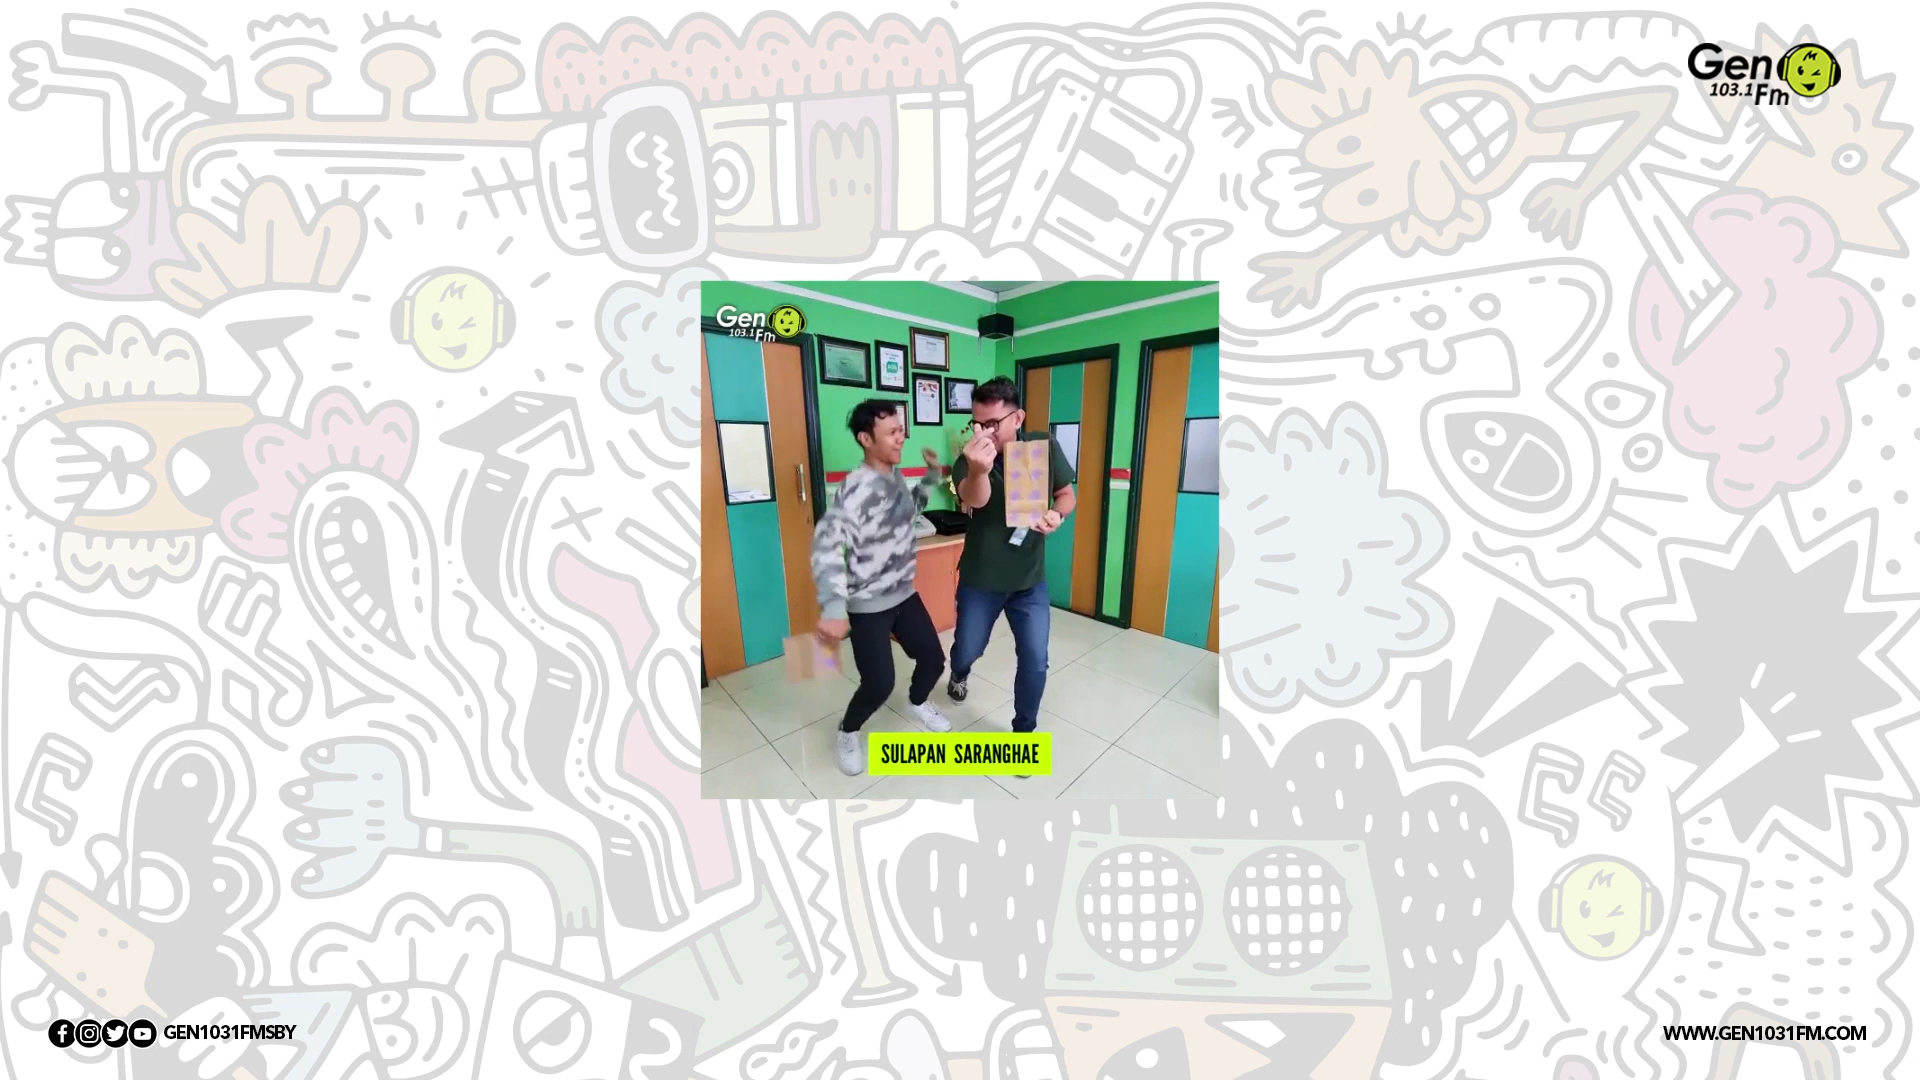 Gen
103.1 Fm
Gen
103.1 Fm
SULAPAN SARANGHAE
GEN1031FMSBY
WWW.GEN1031FM.COM